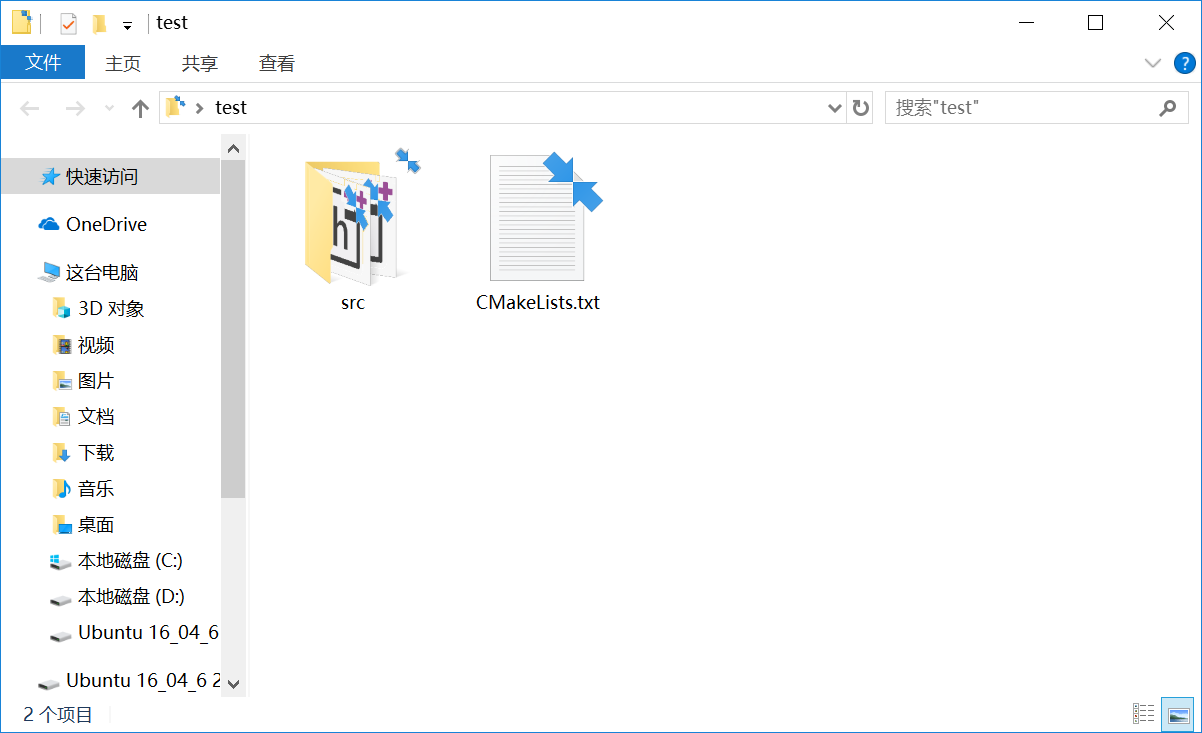 test
文件 主页 共享 查看
test
搜索"test"
快速访问
OneDrive
这台电脑
3D 对象
视频
图片
文档
下载
音乐
桌面
本地磁盘 (C:)
本地磁盘 (D:)
Ubuntu 16_04_6
Ubuntu 16_04_6 2
h
src
CMakeLists.txt
2 个项目